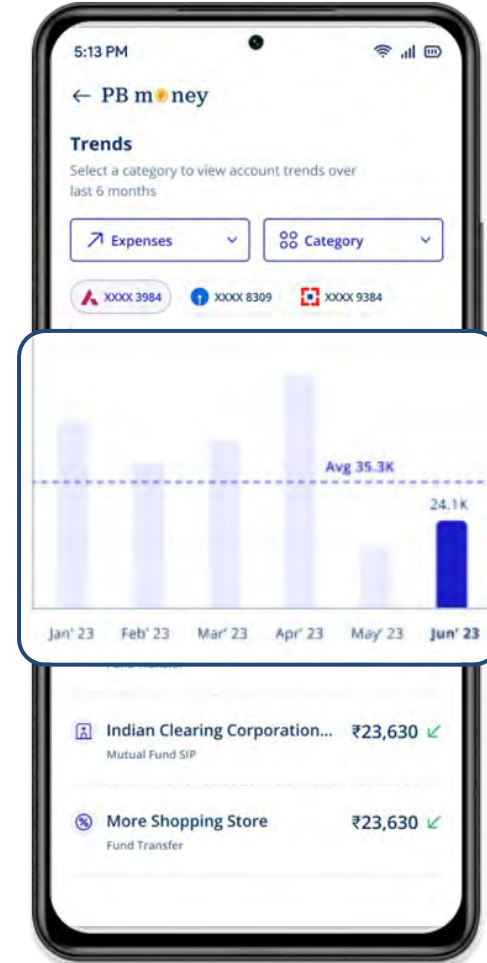 5:13 PM
← PB money
Trends
Select a category to view account trends over
last 6 months
Expenses
Category
XXXX 3984
XXXX 8309
XXXX 9384
Avg 35.3K
24.1K
Jan' 23
Feb' 23
Mar' 23
Apr' 23
May' 23
Jun' 23
Fund Transfer
Indian Clearing Corporation... ₹23,630
Mutual Fund SIP
More Shopping Store ₹23,630
Fund Transfer